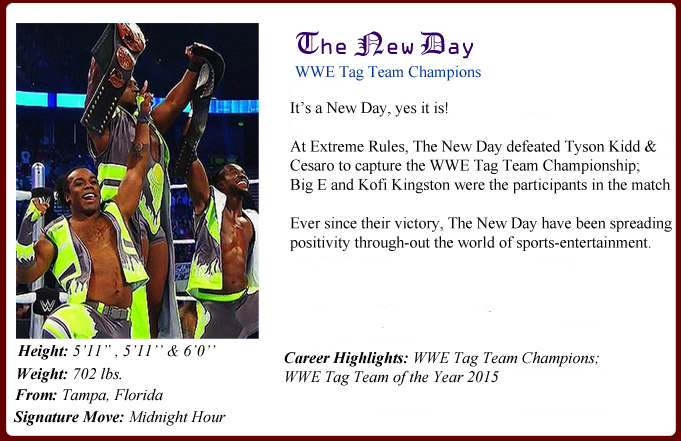 The New Day
WWE Tag Team Champions
It's a New Day, yes it is!
At Extreme Rules, The New Day defeated Tyson Kidd &
Cesaro to capture the WWE Tag Team Championship;
Big E and Kofi Kingston were the participants in the match
Ever since their victory, The New Day have been spreading
positivity through-out the world of sports-entertainment.
W
Height: 5’11” , 5’11’’ & 6’0’’
Weight: 702 lbs.
From: Tampa, Florida
Signature Move: Midnight Hour
Career Highlights: WWE Tag Team Champions;
WWE Tag Team of the Year 2015